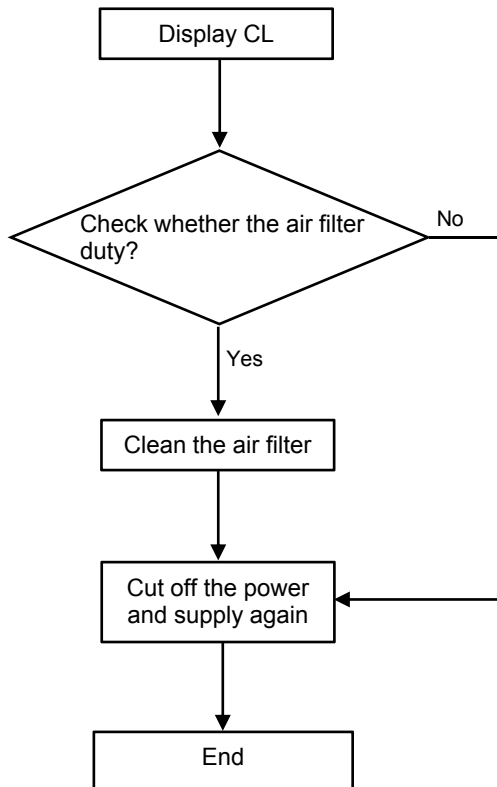 Display CL
Check whether the air filter
duty?
No
Yes
Clean the air filter
Cut off the power
and supply again
End